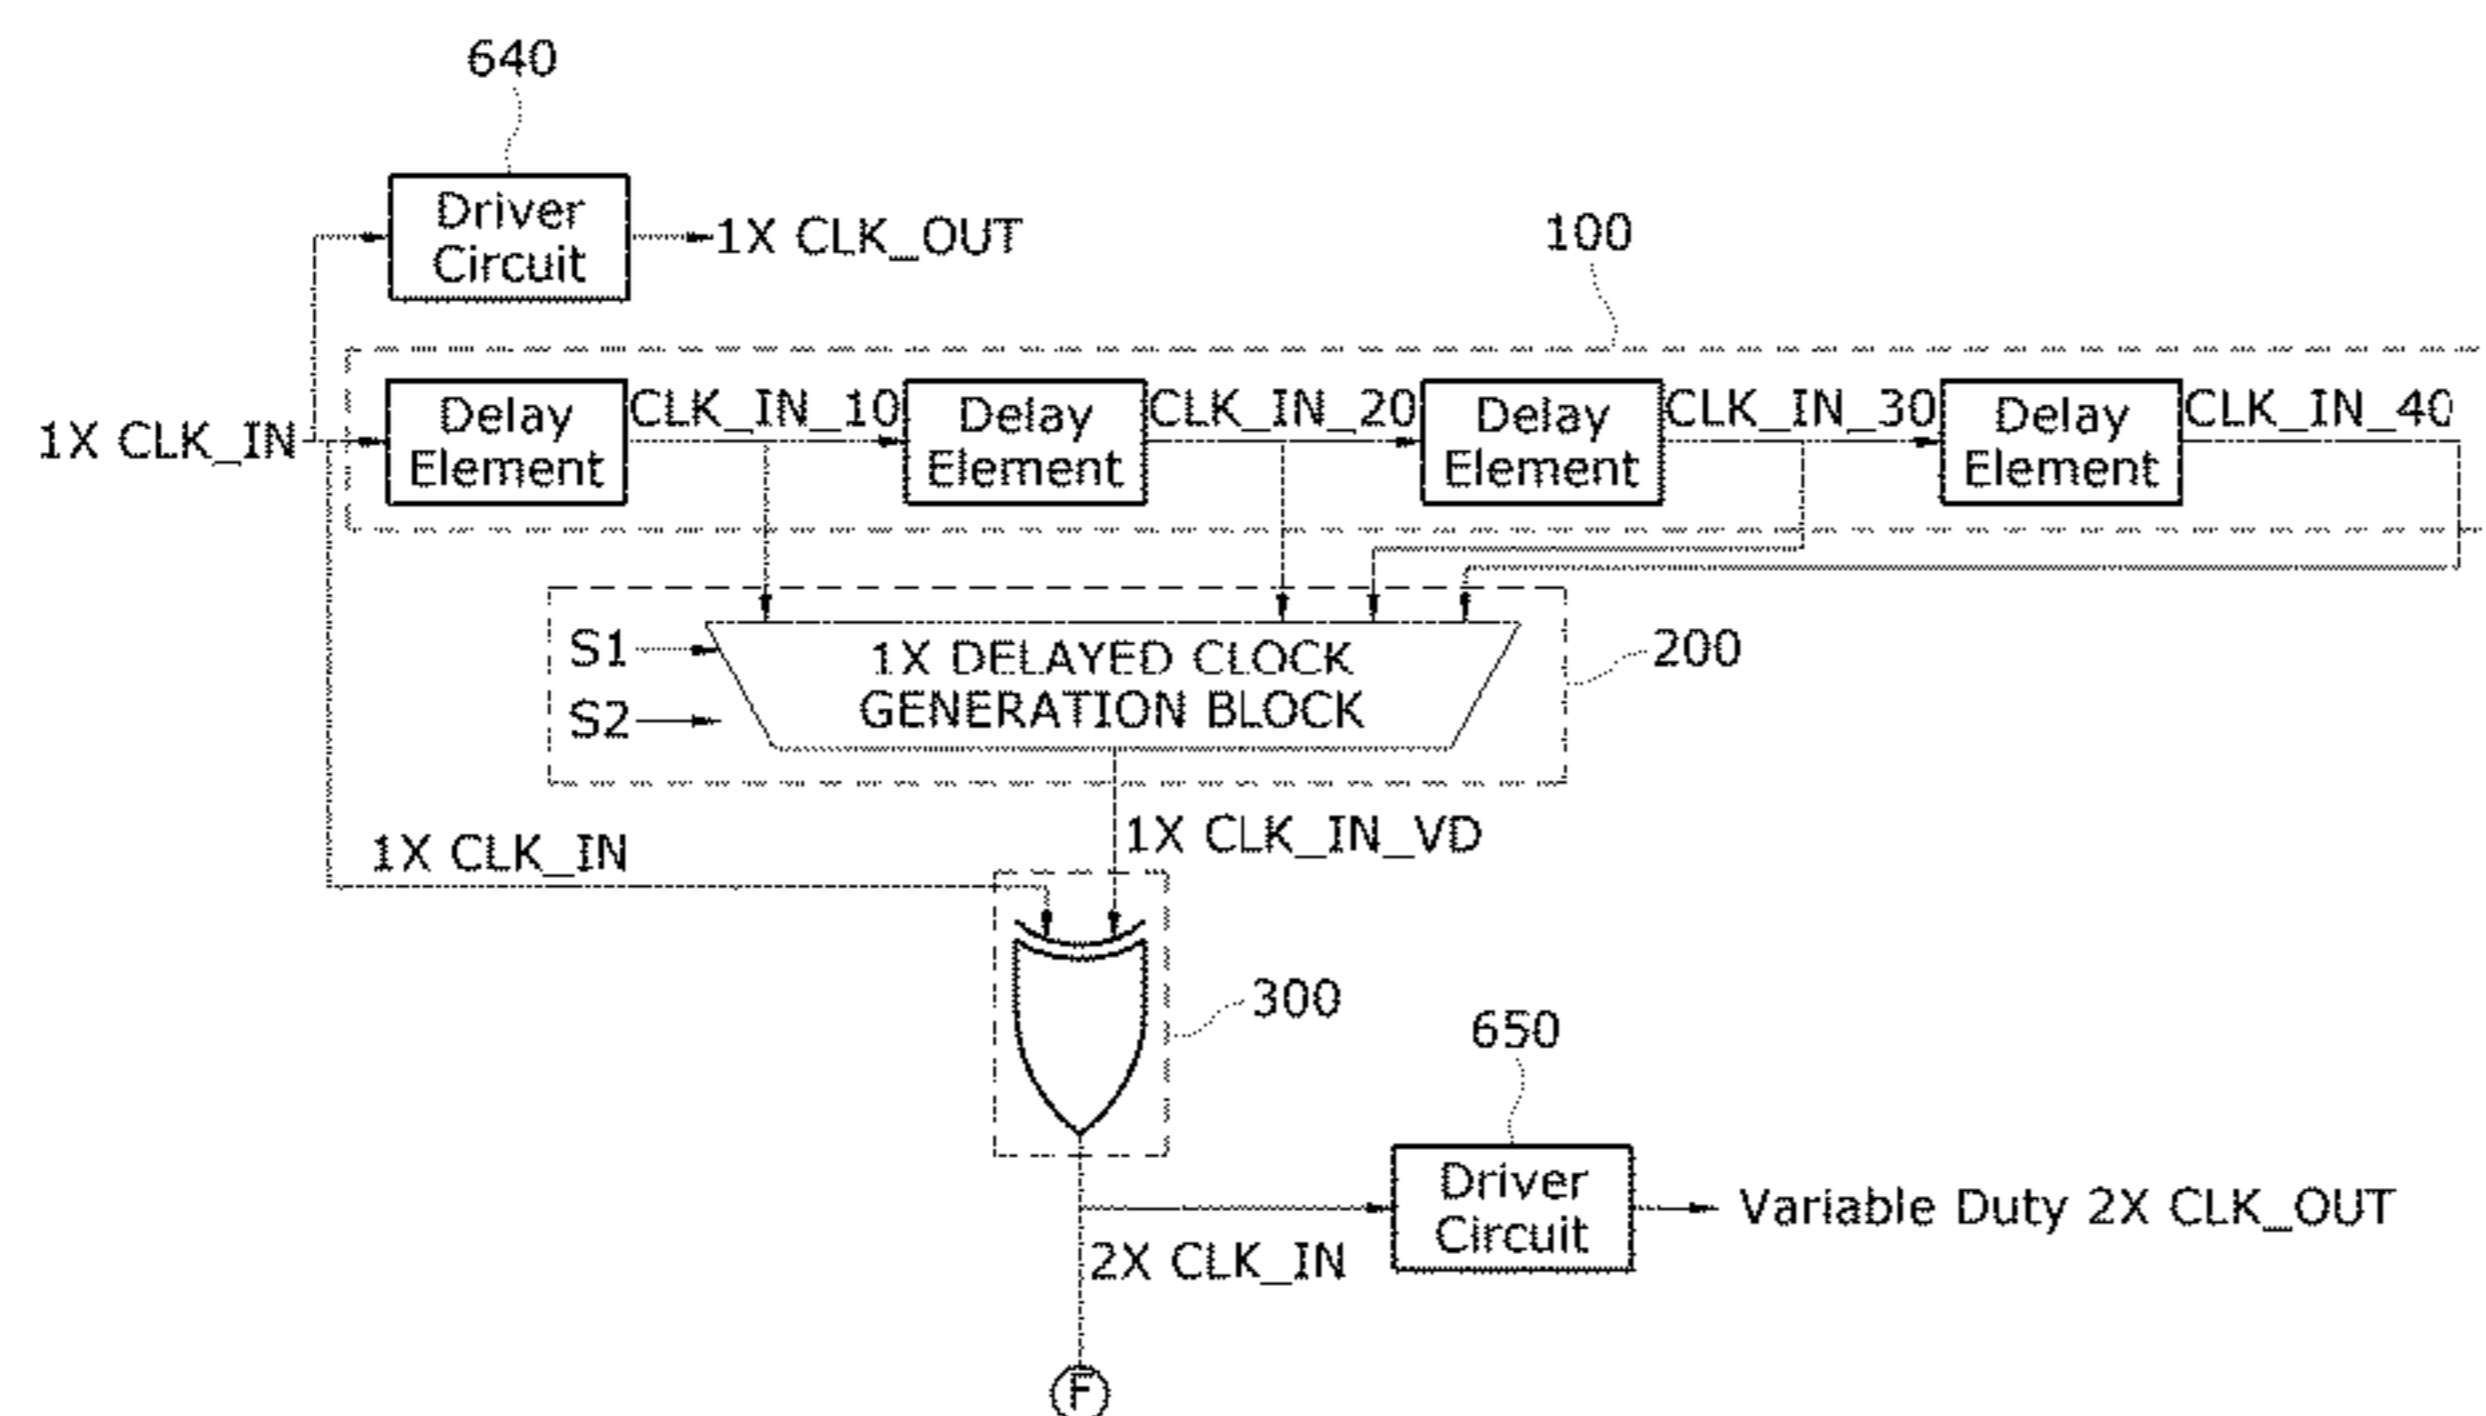 640
Driver
Circuit
1X CLK_OUT
100
1X CLK_IN
Delay
Element
CLK_IN_10
Delay
Element
CLK_IN_20
Delay
Element
CLK_IN_30
Delay
Element
CLK_IN_40
S1
S2
1X DELAYED CLOCK
GENERATION BLOCK
200
1X CLK_IN
1X CLK_IN_VD
300
650
Driver
Circuit
Variable Duty 2X CLK_OUT
2X CLK_IN
F